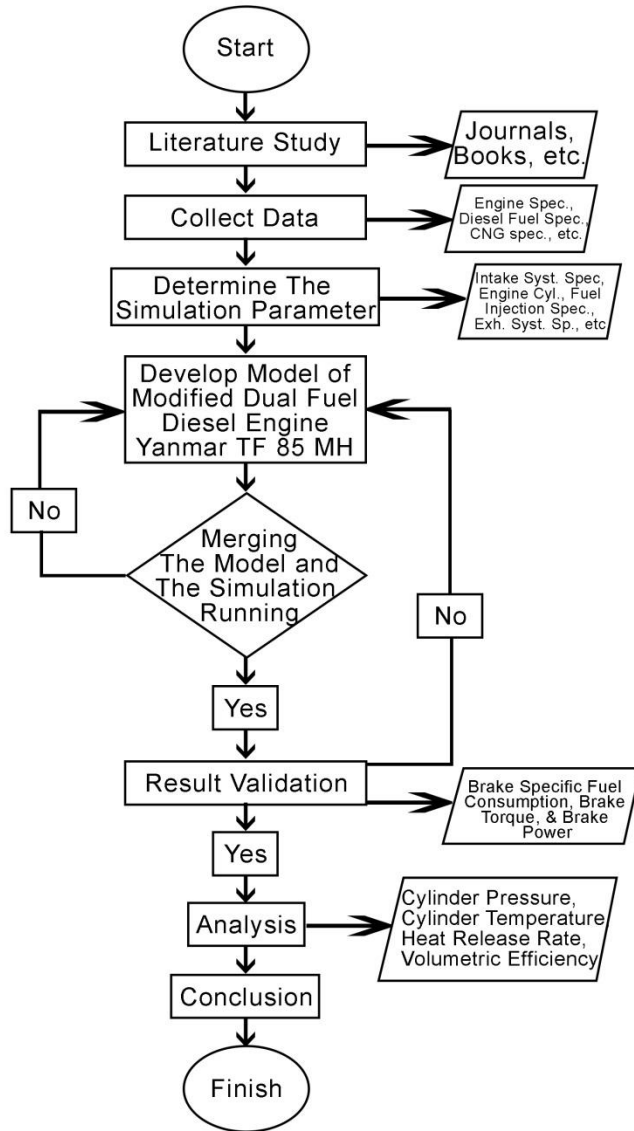 Start
Literature Study
Journals,
Books, etc.
Collect Data
Engine Spec.,
Diesel Fuel Spec.,
CNG spec., etc.
Determine The
Simulation Parameter
Intake Syst. Spec,
Engine Cyl., Fuel
Injection Spec.,
Exh. Syst. Sp., etc
Develop Model of
Modified Dual Fuel
Diesel Engine
Yanmar TF 85 MH
No
Merging
The Model and
The Simulation
Running
No
Yes
Result Validation
Brake Specific Fuel
Consumption, Brake
Torque, & Brake
Power
Yes
Analysis
Cylinder Pressure,
Cylinder Temperature
Heat Release Rate,
Volumetric Efficiency
Conclusion
Finish